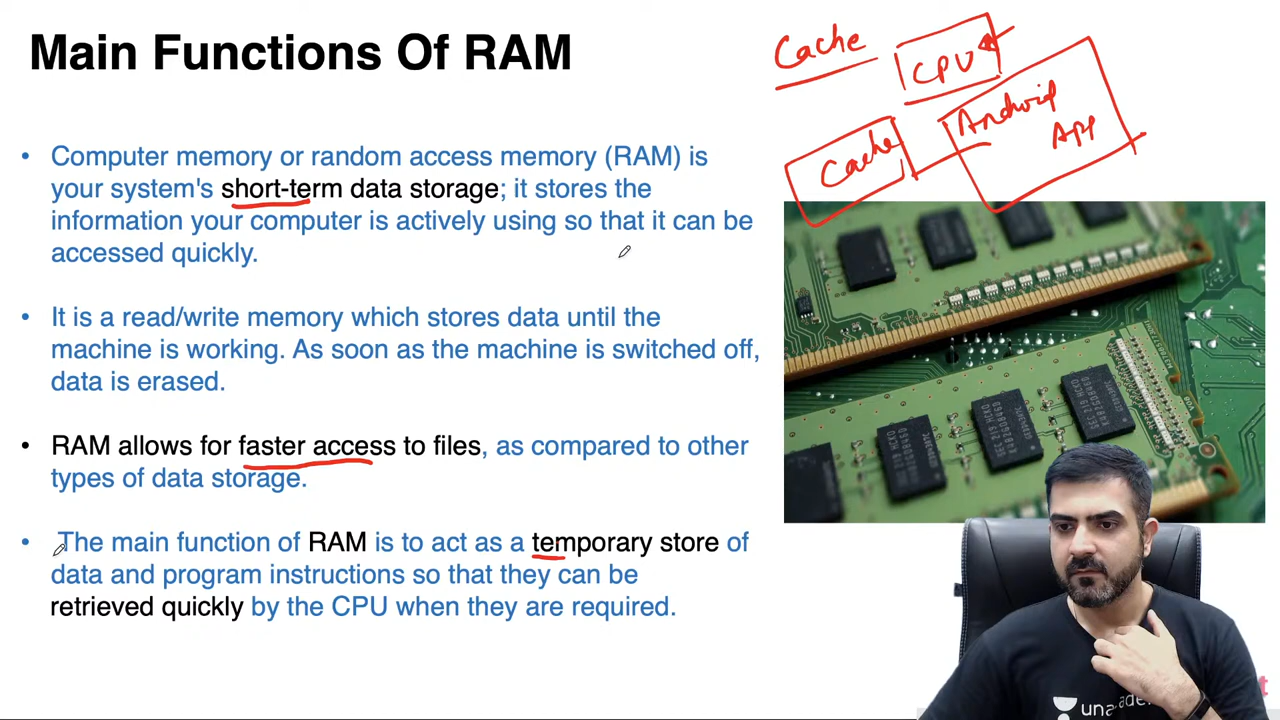 Main Functions Of RAM
Cache
CPU
Cache
Android
App
• Computer memory or random access memory (RAM) is
your system's short-term data storage; it stores the
information your computer is actively using so that it can be
accessed quickly.
• It is a read/write memory which stores data until the
machine is working. As soon as the machine is switched off,
data is erased.
• RAM allows for faster access to files, as compared to other
types of data storage.
• The main function of RAM is to act as a temporary store of
data and program instructions so that they can be
retrieved quickly by the CPU when they are required.